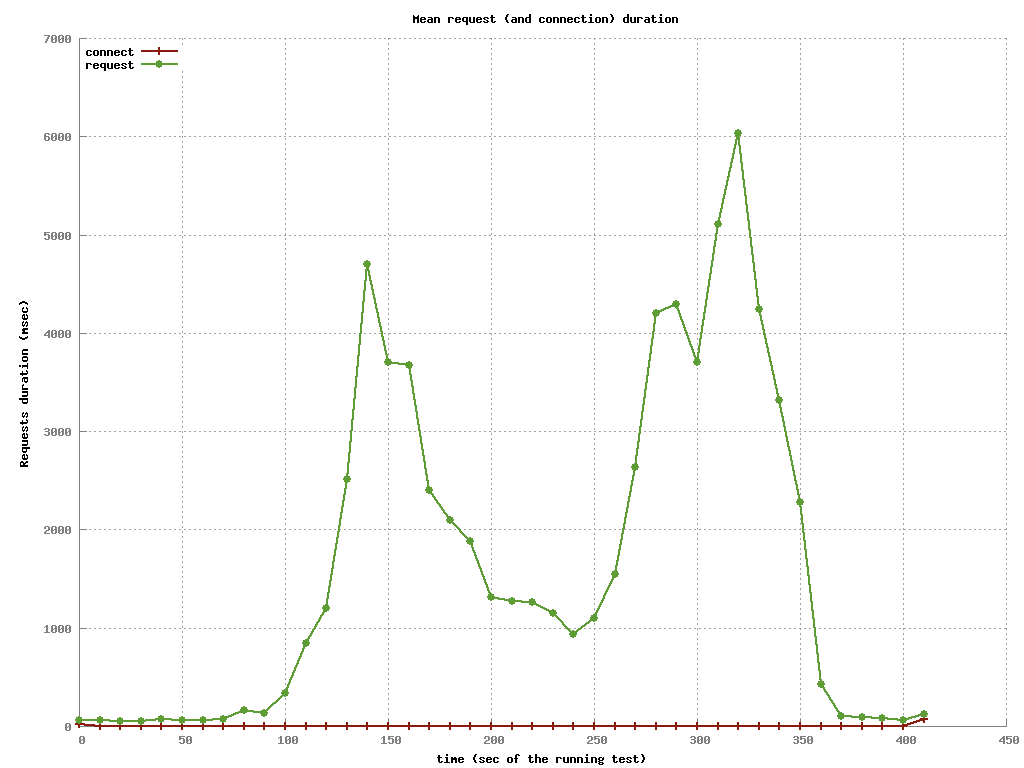 Mean request (and connection) duration
7000
connect
request
6000
5000
4000
Requests duration (msec)
3000
2000
1000
0
0 50 100 150 200 250 300 350 400 450
time (sec of the running test)